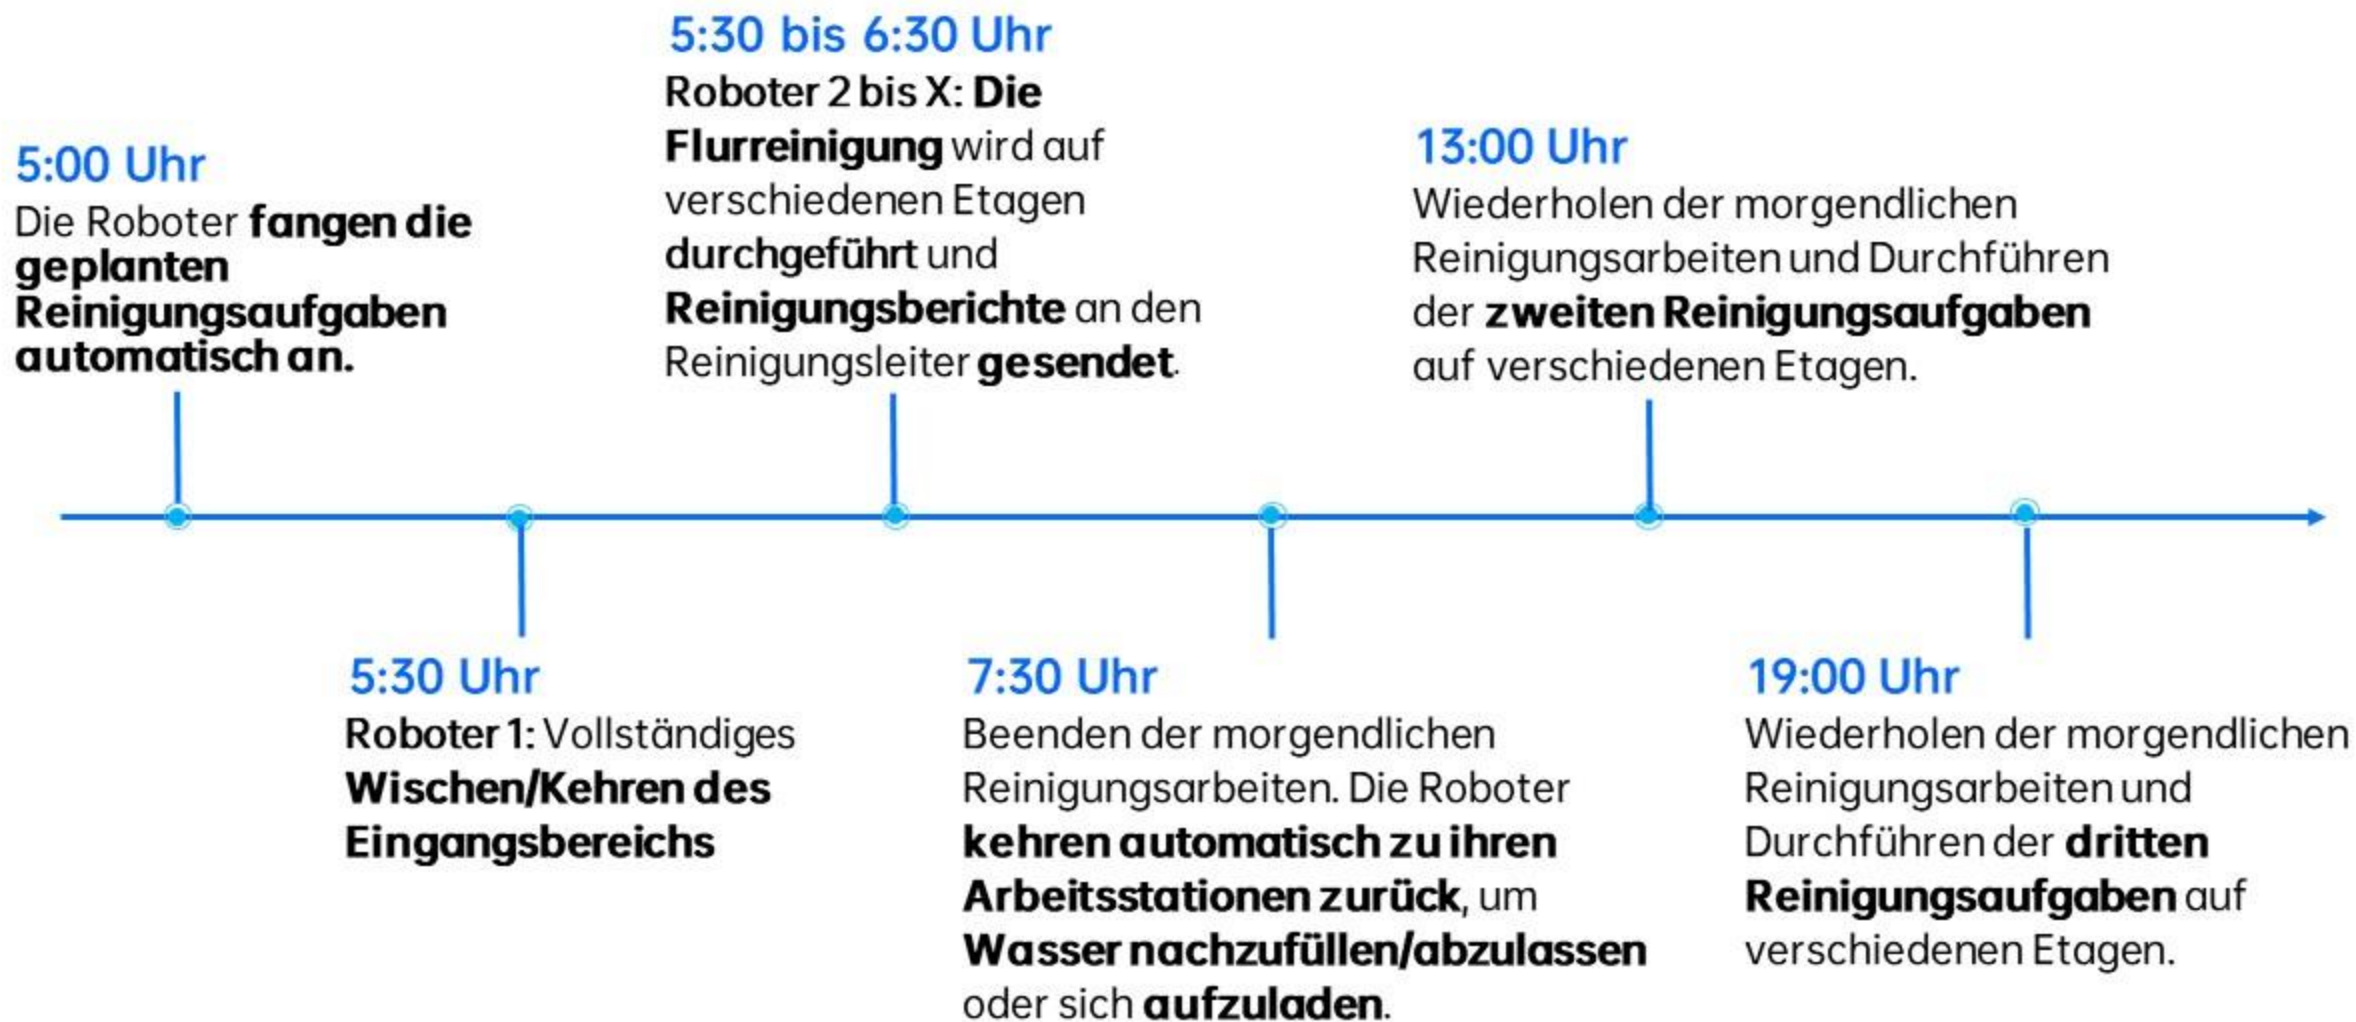 5:00 Uhr
Die Roboter fangen die
geplanten
Reinigungsaufgaben
automatisch an.
5:30 Uhr
Roboter 1: Vollständiges
Wischen/Kehren des
Eingangsbereichs
5:30 bis 6:30 Uhr
Roboter 2 bis X: Die
Flurreinigung wird auf
verschiedenen Etagen
durchgeführt und
Reinigungsberichte an den
Reinigungsleiter gesendet.
7:30 Uhr
Beenden der morgendlichen
Reinigungsarbeiten. Die Roboter
kehren automatisch zu ihren
Arbeitsstationen zurück, um
Wasser nachzufüllen/abzulassen
oder sich aufzuladen.
13:00 Uhr
Wiederholen der morgendlichen
Reinigungsarbeiten und Durchführen
der zweiten Reinigungsaufgaben
auf verschiedenen Etagen.
19:00 Uhr
Wiederholen der morgendlichen
Reinigungsarbeiten und
Durchführen der dritten
Reinigungsaufgaben auf
verschiedenen Etagen.